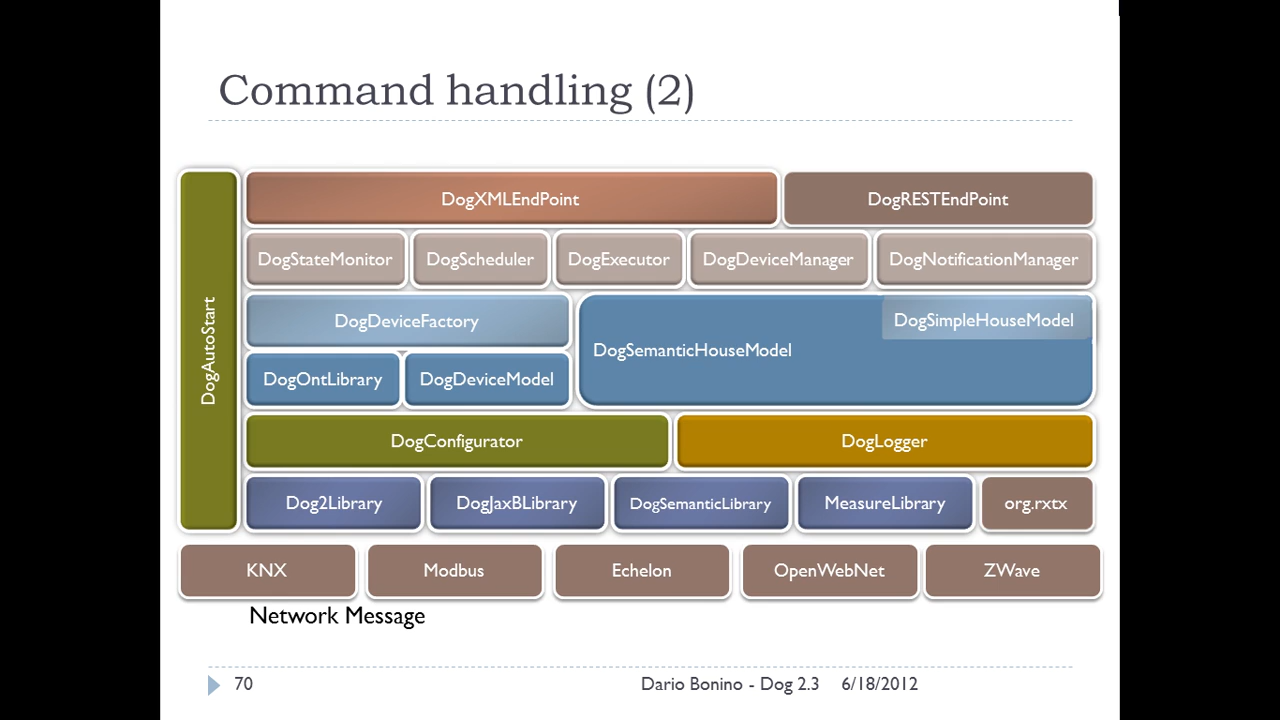 Command handling (2)
DogAutoStart
DogXMLEndPoint
DogRESTEndPoint
DogStateMonitor
DogScheduler
DogExecutor
DogDeviceManager
DogNotificationManager
DogDeviceFactory
DogSimpleHouseModel
DogSemanticHouseModel
DogOntLibrary
DogDeviceModel
DogConfigurator
DogLogger
Dog2Library
DogJaxBLibrary
DogSemanticLibrary
MeasureLibrary
org.rxtx
KNX
Modbus
Echelon
OpenWebNet
ZWave
Network Message
70
Dario Bonino - Dog 2.3
6/18/2012